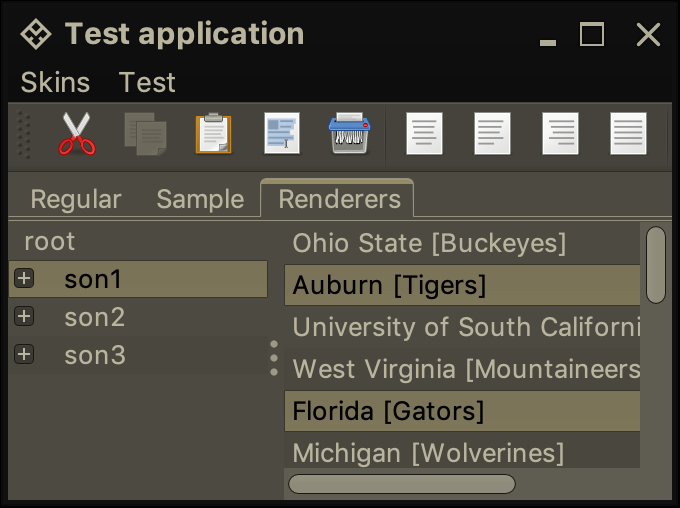 Test application
Skins Test
Regular Sample Renderers
root
son1
son2
son3
Ohio State [Buckeyes]
Auburn [Tigers]
University of South Californi
West Virginia [Mountaineers
Florida [Gators]
Michigan [Wolverines]